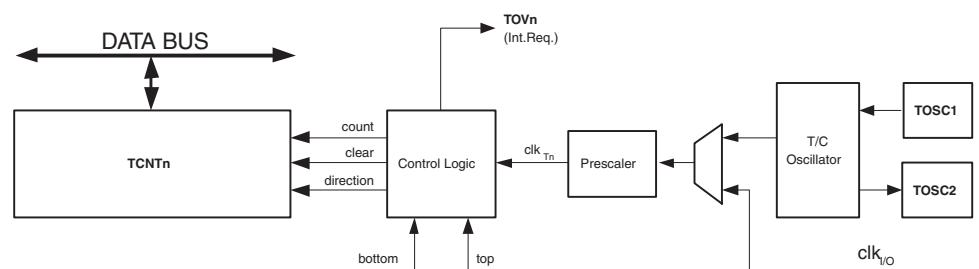 TOVn
(Int.Req.)
DATA BUS
TCNTn
count
clear
direction
Control Logic
clk Tn
Prescaler
T/C
Oscillator
TOSC1
TOSC2
bottom
top
clk I/O